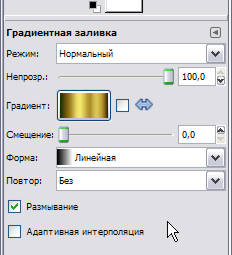 Градиентная заливка
Режим: Нормальный
Непрозр.: 100,0
Градиент:
Смещение: 0,0
Форма: Линейная
Повтор: Без
Размывание
Адаптивная интерполяция